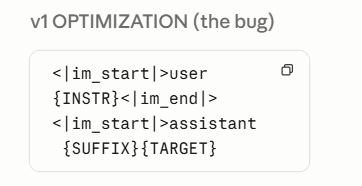 v1 OPTIMIZATION (the bug)
<|im_start|>user
{INSTR}<|im_end|>
<|im_start|>assistant
{SUFFIX}{TARGET}